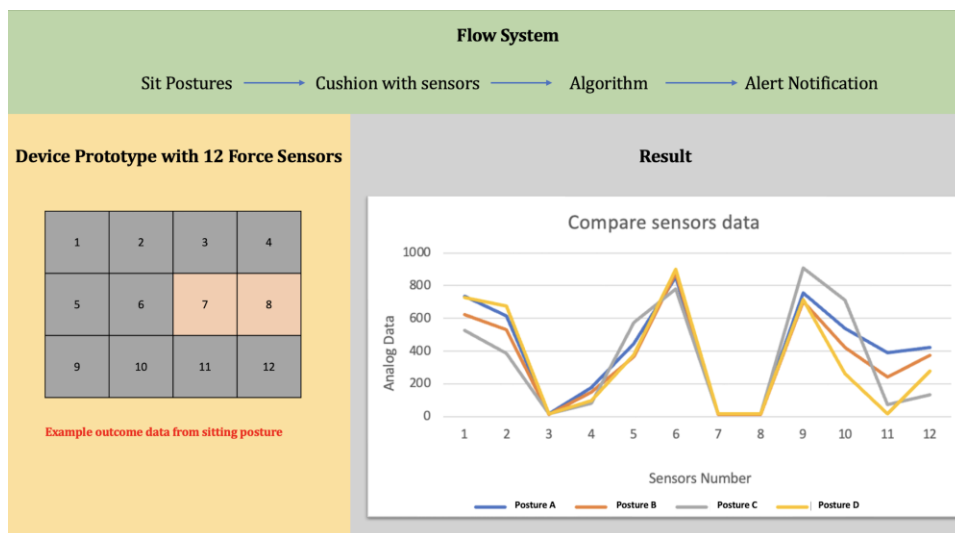 Flow System
Sit Postures Cushion with sensors Algorithm Alert Notification
Device Prototype with 12 Force Sensors
1 2 3 4
5 6 7 8
9 10 11 12
Example outcome data from sitting posture
Result
Compare sensors data
Analog Data
1000
800
600
400
200
0
1 2 3 4 5 6 7 8 9 10 11 12
Sensors Number
Posture A Posture B Posture C Posture D